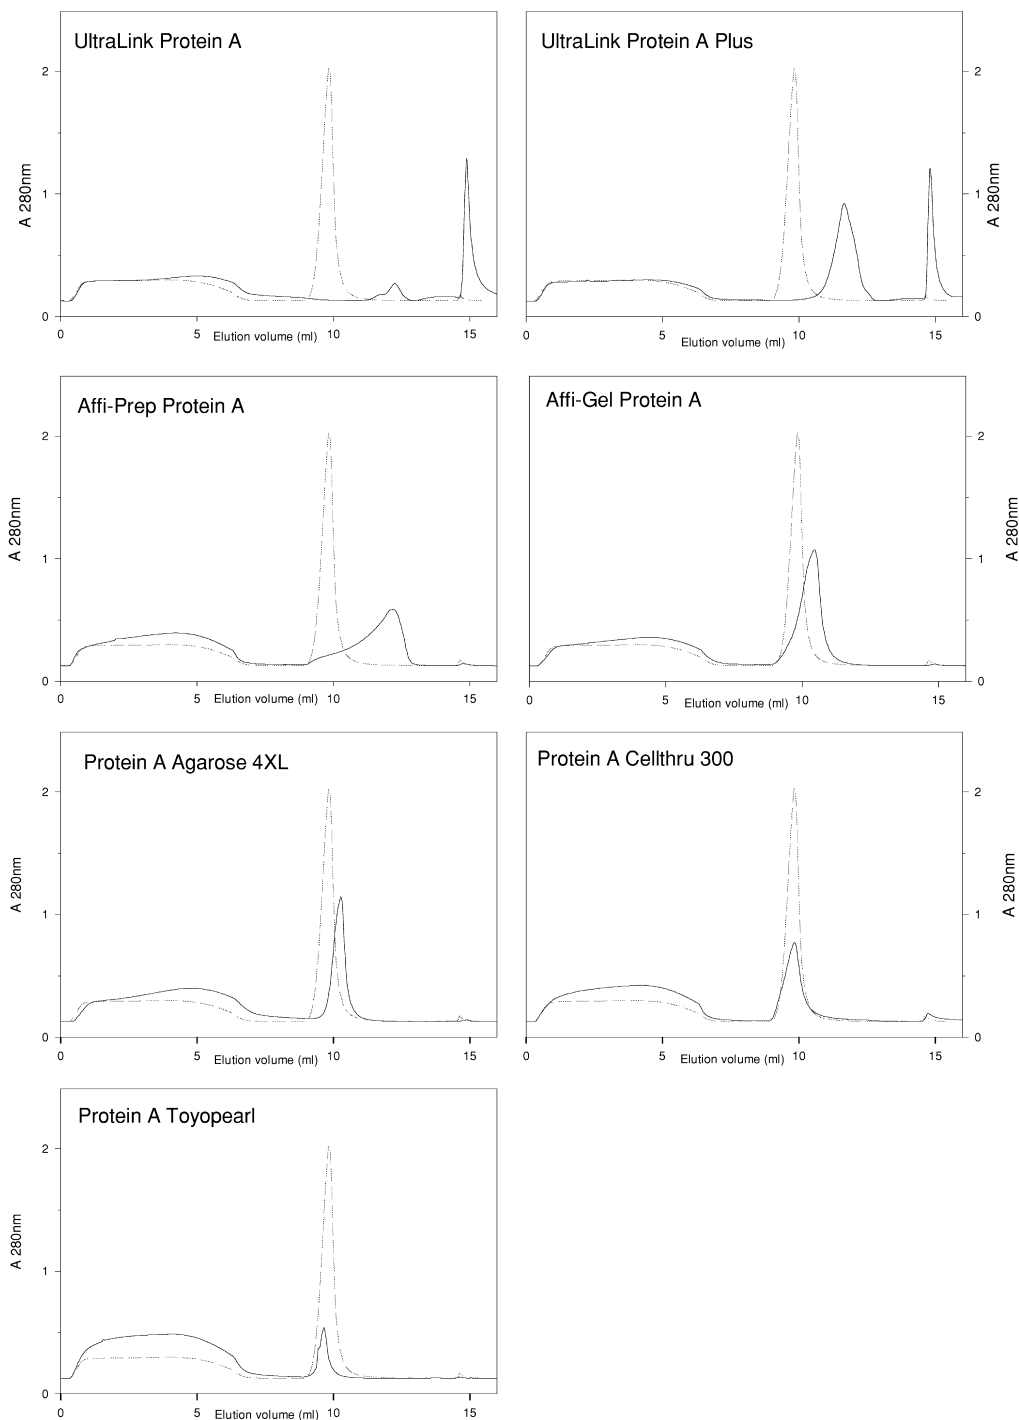 UltraLink Protein A
UltraLink Protein A Plus
2
2
A 280nm
A 280nm
1
1
0
0
0
5
Elution volume (ml)
10
15
0
5
Elution volume (ml)
10
15
Affi-Prep Protein A
Affi-Gel Protein A
2
2
A 280nm
A 280nm
1
1
0
0
0
5
Elution volume (ml)
10
15
0
5
Elution volume (ml)
10
15
Protein A Agarose 4XL
Protein A Cellthru 300
2
2
A 280nm
A 280nm
1
1
0
0
0
5
Elution volume (ml)
10
15
0
5
Elution volume (ml)
10
15
Protein A Toyopearl
2
A 280nm
1
0
0
5
Elution volume (ml)
10
15